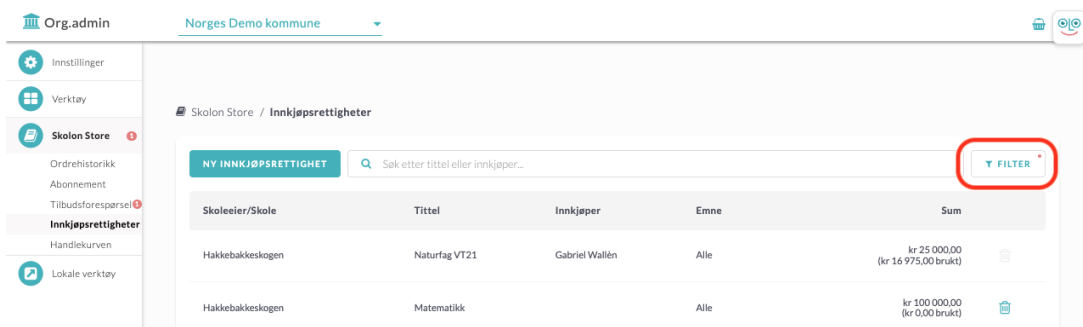 Org.admin
Norges Demo kommune
Innstillinger
Verktøy
Skolon Store 1
Ordrehistorikk
Abonnement
Tilbudsforespørsel 1
Innkjøpsrettigheter
Handlekurven
Lokale verktøy
Skolon Store / Innkjøpsrettigheter
NY INNKJØPSRETTIGHET
Søk etter tittel eller innkjøper...
FILTER
Skoleeier/Skole Tittel Innkjøper Emne Sum
Hakkebakkeskogen Naturfag VT21 Gabriel Wallèn Alle kr 25 000,00
(kr 16 975,00 brukt)
Hakkebakkeskogen Matematikk Alle kr 100 000,00
(kr 0,00 brukt)